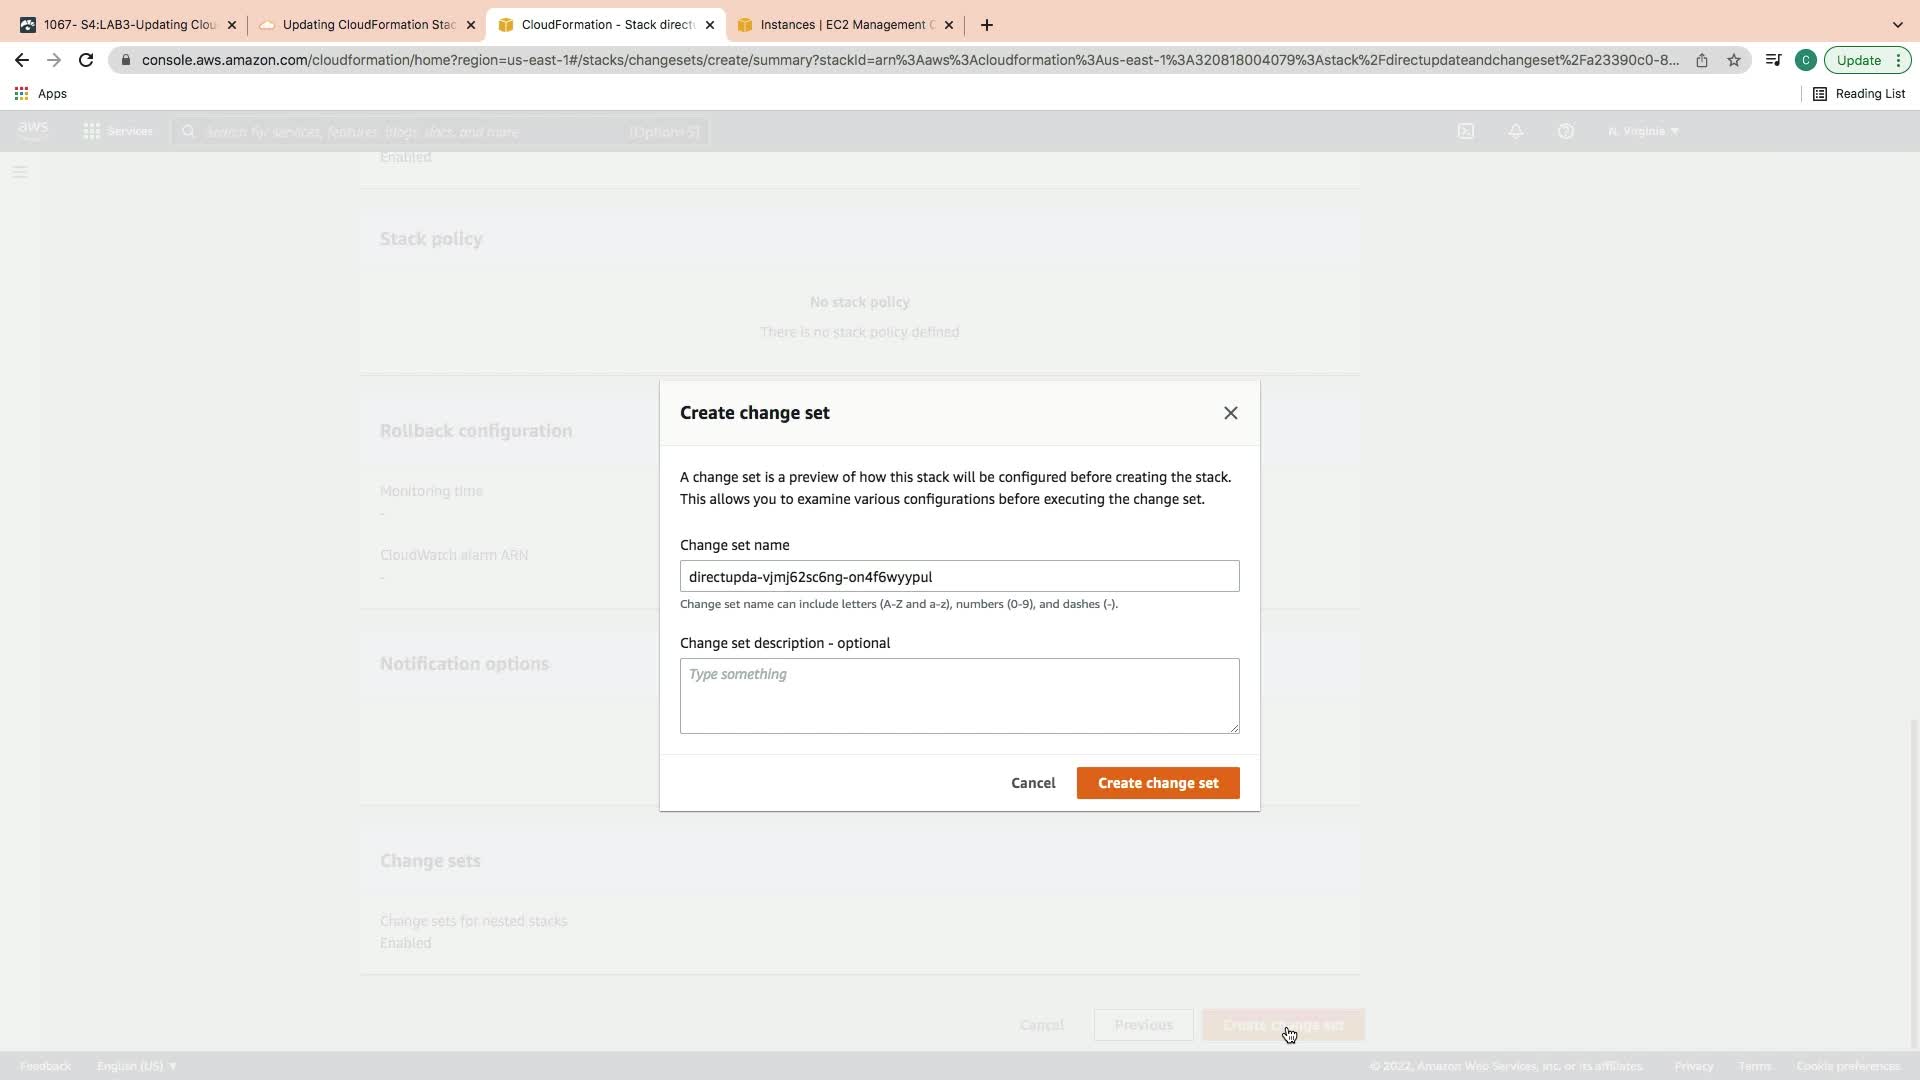 1067- S4:LAB3-Updating Clou
Updating CloudFormation Stac
CloudFormation - Stack direct
Instances | EC2 Management C
console.aws.amazon.com/cloudformation/home?region=us-east-1#/stacks/changesets/create/summary?stackId=arn%3Aaws%3Acloudformation%3Aus-east-1%3A320818004079%3Astack%2Fdirectupdateandchangeset%2Fa23390c0-8...
C
Update
Apps
Reading List
aws
Services
Search for services, features, blogs, docs, and more
[Option+S]
N. Virginia
Enabled
Stack policy
No stack policy
There is no stack policy defined
Create change set
Rollback configuration
A change set is a preview of how this stack will be configured before creating the stack.
This allows you to examine various configurations before executing the change set.
Monitoring time
-
CloudWatch alarm ARN
-
Change set name
directupda-vjmj62sc6ng-on4f6wyypul
Change set name can include letters (A-Z and a-z), numbers (0-9), and dashes (-).
Change set description - optional
Type something
Notification options
Cancel
Create change set
Change sets
Change sets for nested stacks
Enabled
Cancel
Previous
Create change set
Feedback
English (US)
© 2022, Amazon Web Services, Inc. or its affiliates.
Privacy
Terms
Cookie preferences